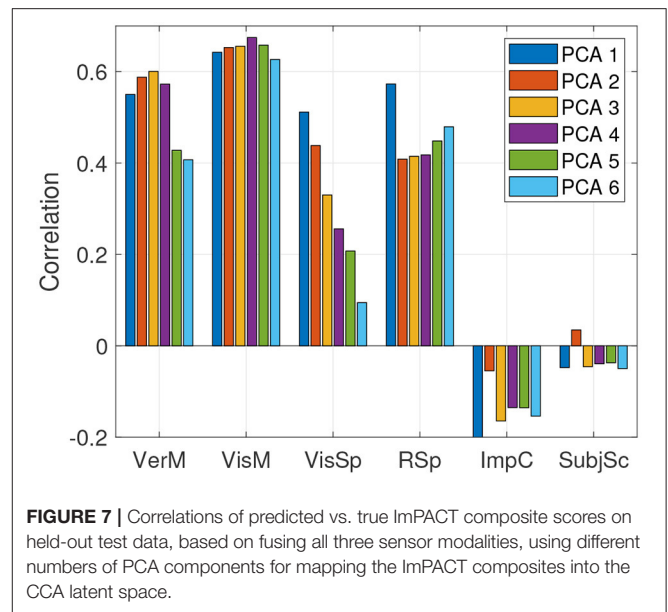 0.6
0.4
0.2
0
-0.2
Correlation
PCA 1
PCA 2
PCA 3
PCA 4
PCA 5
PCA 6
VerM VisM VisSp RSp ImpC SubjSc
FIGURE 7 | Correlations of predicted vs. true ImPACT composite scores on
held-out test data, based on fusing all three sensor modalities, using different
numbers of PCA components for mapping the ImPACT composites into the
CCA latent space.